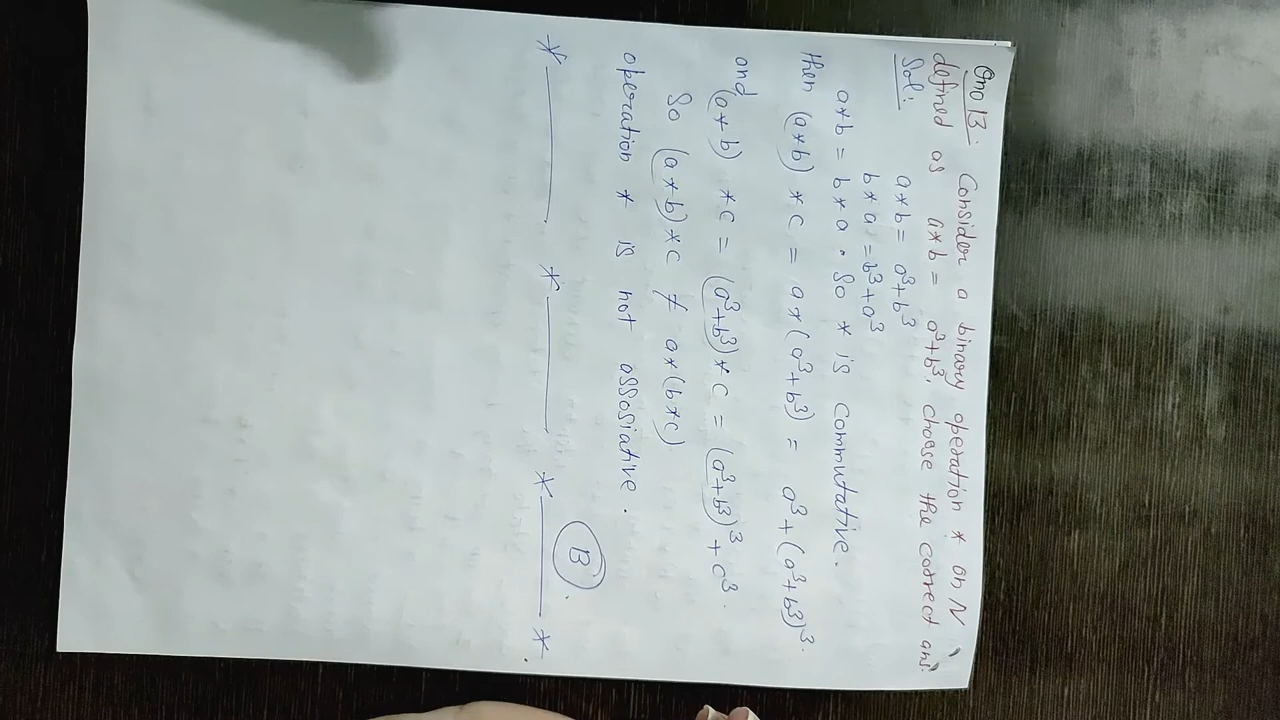 Qno 13: Consider a binary operation * on N
defined as a*b = a³+b³. choose the correct ans.
Sol:
a*b = a³+b³
b*a = b³+a³
a*b = b*a . So * is commutative.
then (a*b) * c = a*(a³+b³) = a³+(a³+b³)³.
and
(a*b) *c = (a³+b³)*c = (a³+b³)³+c³.
So (a*b)*c ≠ a*(b*c)
operation * is not assosiative.
B.
* . * . * *.